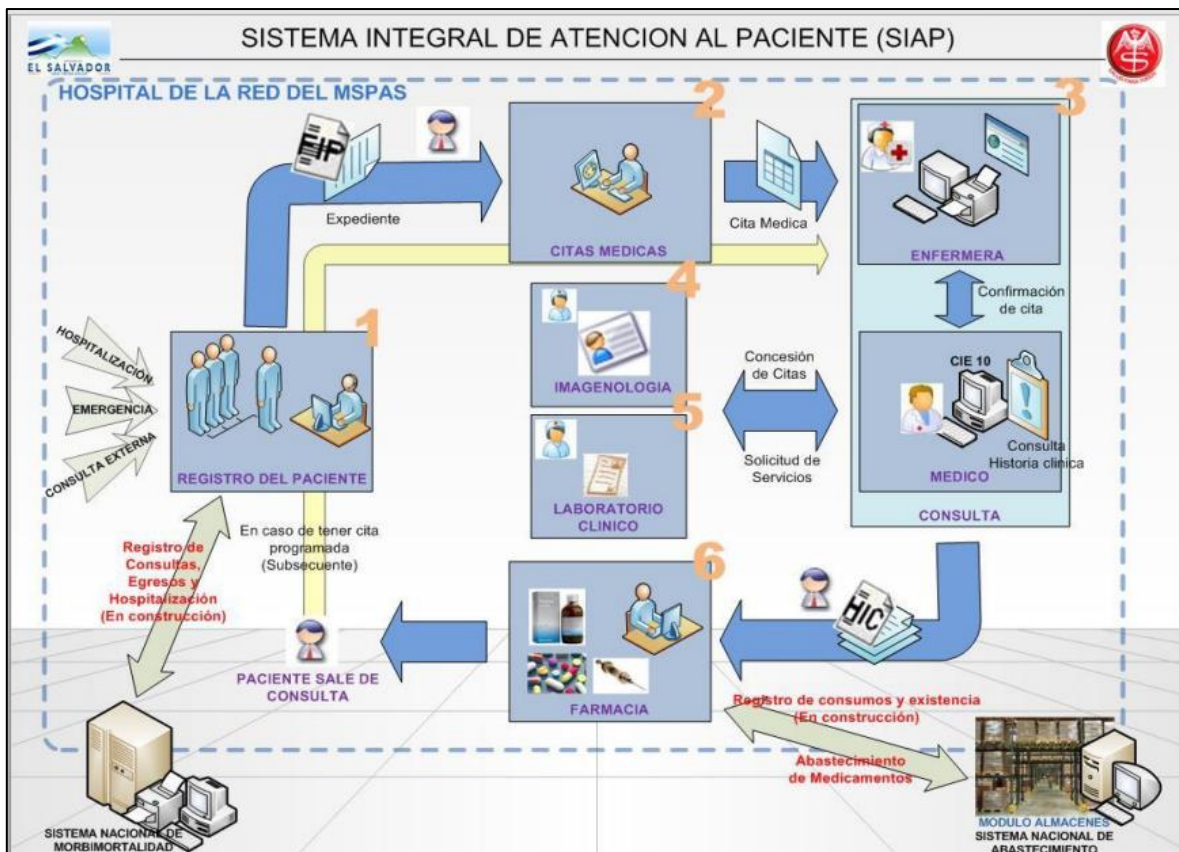 SISTEMA INTEGRAL DE ATENCION AL PACIENTE (SIAP)
EL SALVADOR
HOSPITAL DE LA RED DEL MSPAS
2
3
EIP
Expediente
Cita Medica
CITAS MEDICAS
ENFERMERA
4
Confirmación
de cita
1
HOSPITALIZACIÓN
EMERGENCIA
CONSULTA EXTERNA
REGISTRO DEL PACIENTE
IMAGENOLOGIA
Concesión
de Citas
CIE 10
5
Solicitud de
Servicios
Consulta
Historia clinica
MEDICO
LABORATORIO
CLINICO
CONSULTA
En caso de tener cita
programada
(Subsecuente)
Registro de
Consultas,
Egresos y
Hospitalización
(En construcción)
6
HIC
PACIENTE SALE DE
CONSULTA
FARMACIA
Registro de consumos y existencia
(En construcción)
Abastecimiento
de Medicamentos
SISTEMA NACIONAL DE
MORBIMORTALIDAD
MODULO ALMACENES
SISTEMA NACIONAL DE
ABASTECIMIENTO